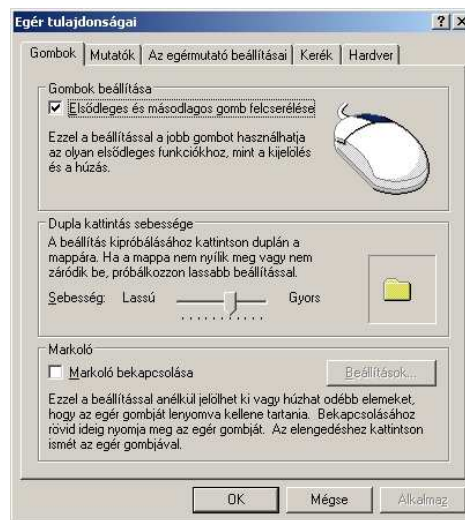 Egér tulajdonságai
Gombok Mutatók Az egérmutató beállításai Kerék Hardver
Gombok beállítása
Elsődleges és másodlagos gomb felcserélése
Ezzel a beállítással a jobb gombot használhatja
az olyan elsődleges funkciókhoz, mint a kijelölés
és a húzás.
Dupla kattintás sebessége
A beállítás kipróbálásához kattintson duplán a
mappára. Ha a mappa nem nyílik meg vagy nem
záródik be, próbálkozzon lassabb beállítással.
Sebesség: Lassú Gyors
Markoló
Markoló bekapcsolása Beállítások...
Ezzel a beállítással anélkül jelölhet ki vagy húzhat odébb elemeket,
hogy az egér gombját lenyomva kellene tartania. Bekapcsolásához
rövid ideig nyomja meg az egér gombját. Az elengedéshez kattintson
ismét az egér gombjával.
OK Mégse Alkalmaz